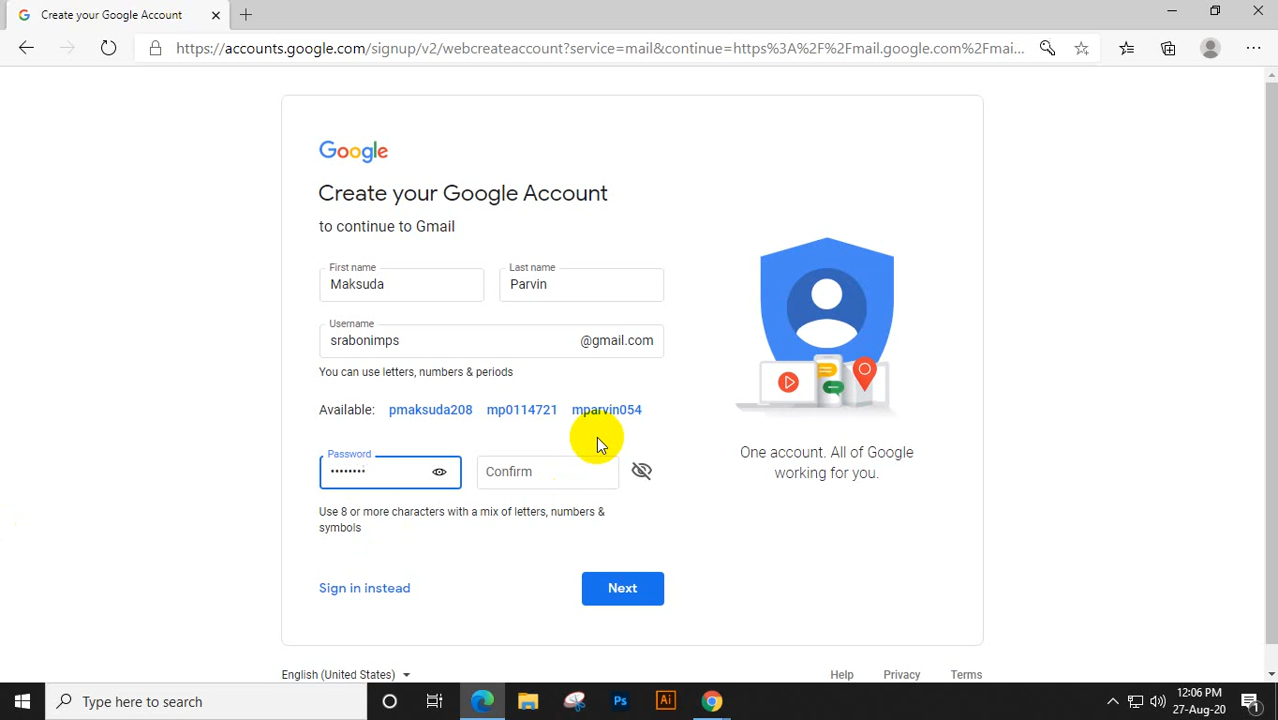 Create your Google Account
https://accounts.google.com/signup/v2/webcreateaccount?service=mail&continue=https%3A%2F%2Fmail.google.com%2Fmai...
Google
Create your Google Account
to continue to Gmail
First name
Last name
Maksuda
Parvin
Username
srabonimps
@gmail.com
You can use letters, numbers & periods
Available: pmaksuda208 mp0114721 mparvin054
Password
Confirm
Use 8 or more characters with a mix of letters, numbers &
symbols
One account. All of Google
working for you.
Sign in instead
Next
English (United States)
Help Privacy Terms
Type here to search
Ps
Ai
12:06 PM
27-Aug-20
1